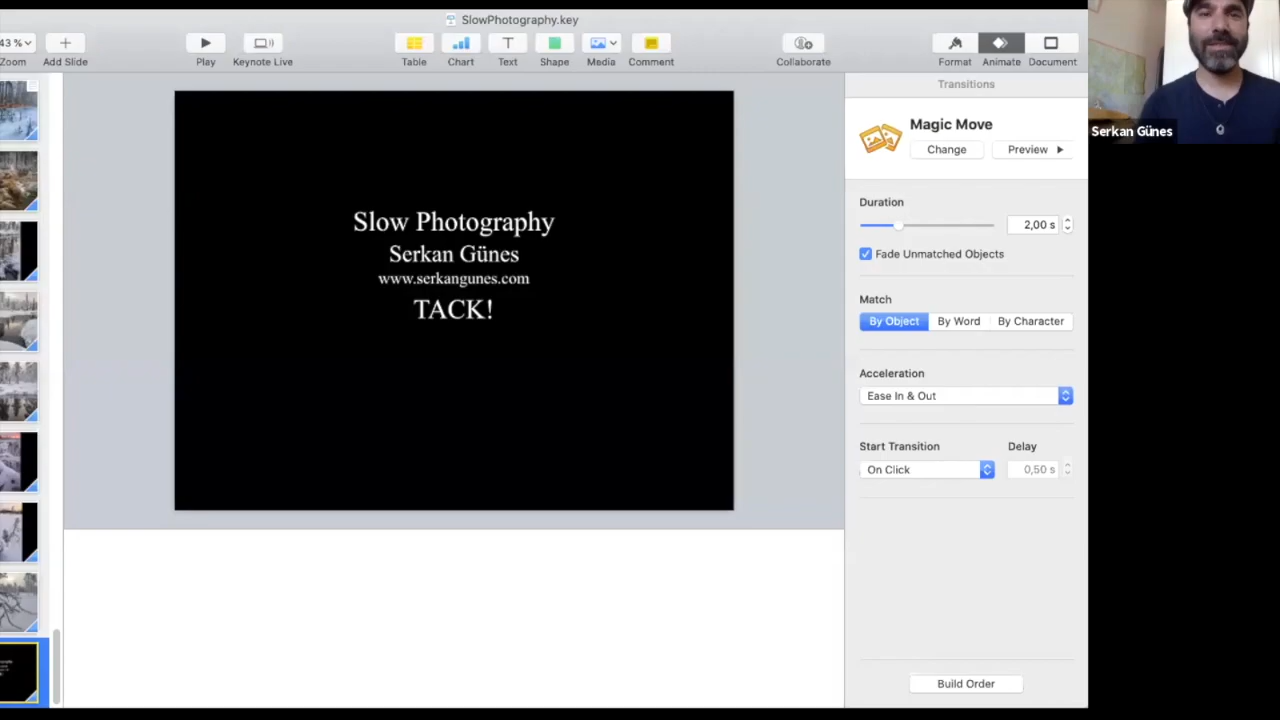 SlowPhotography.key
43 %
Zoom
Add Slide
Play
Keynote Live
Table
Chart
Text
Shape
Media
Comment
Collaborate
Format
Animate
Document
Serkan Günes
Transitions
Magic Move
Change
Preview
Duration
2,00 s
Fade Unmatched Objects
Match
By Object
By Word
By Character
Acceleration
Ease In & Out
Start Transition
Delay
On Click
0,50 s
Build Order
Slow Photography
Serkan Günes
www.serkangunes.com
TACK!